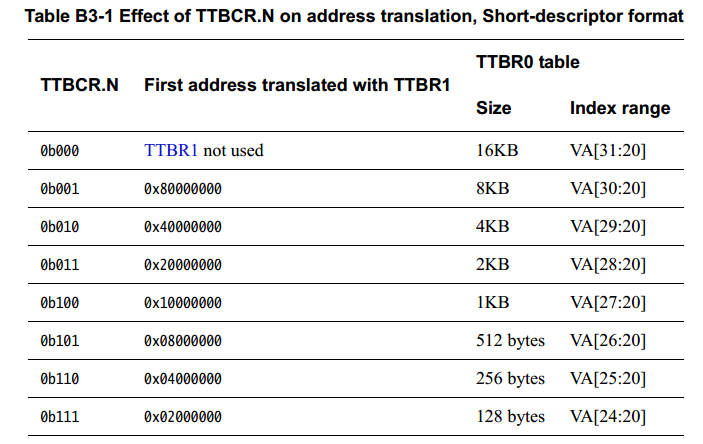 Table B3-1 Effect of TTBCR.N on address translation, Short-descriptor format
TTBR0 table
TTBCR.N First address translated with TTBR1
Size Index range
0b000 TTBR1 not used 16KB VA[31:20]
0b001 0x80000000 8KB VA[30:20]
0b010 0x40000000 4KB VA[29:20]
0b011 0x20000000 2KB VA[28:20]
0b100 0x10000000 1KB VA[27:20]
0b101 0x08000000 512 bytes VA[26:20]
0b110 0x04000000 256 bytes VA[25:20]
0b111 0x02000000 128 bytes VA[24:20]